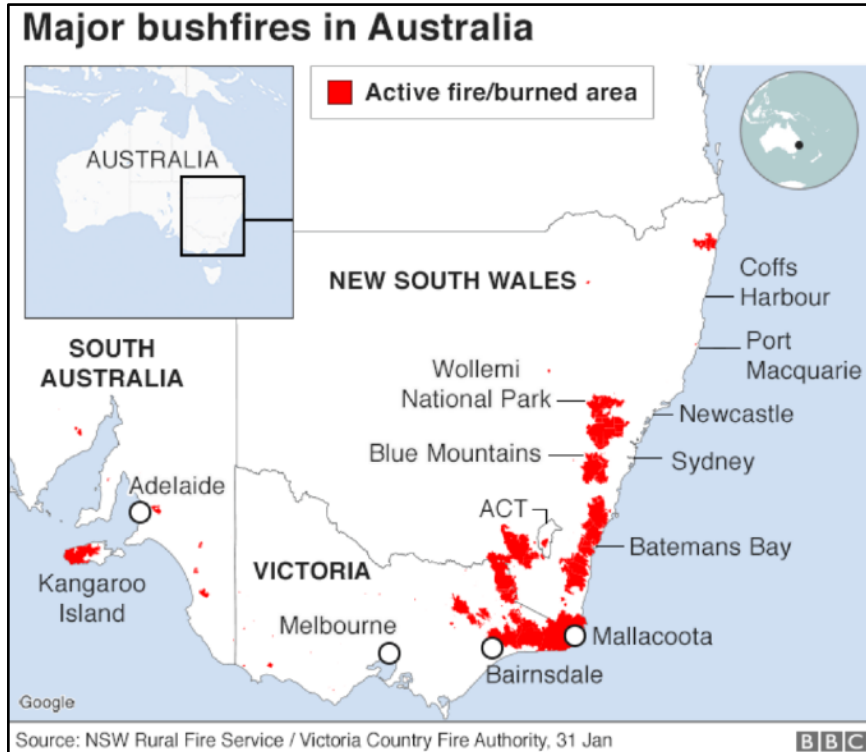 Major bushfires in Australia
Active fire/burned area
AUSTRALIA
NEW SOUTH WALES
Coffs
Harbour
SOUTH
AUSTRALIA
Port
Macquarie
Wollemi
National Park
Newcastle
Blue Mountains
Sydney
Adelaide
ACT
Batemans Bay
Kangaroo
Island
VICTORIA
Melbourne
Mallacoota
Bairnsdale
Google
Source: NSW Rural Fire Service / Victoria Country Fire Authority, 31 Jan
BBC